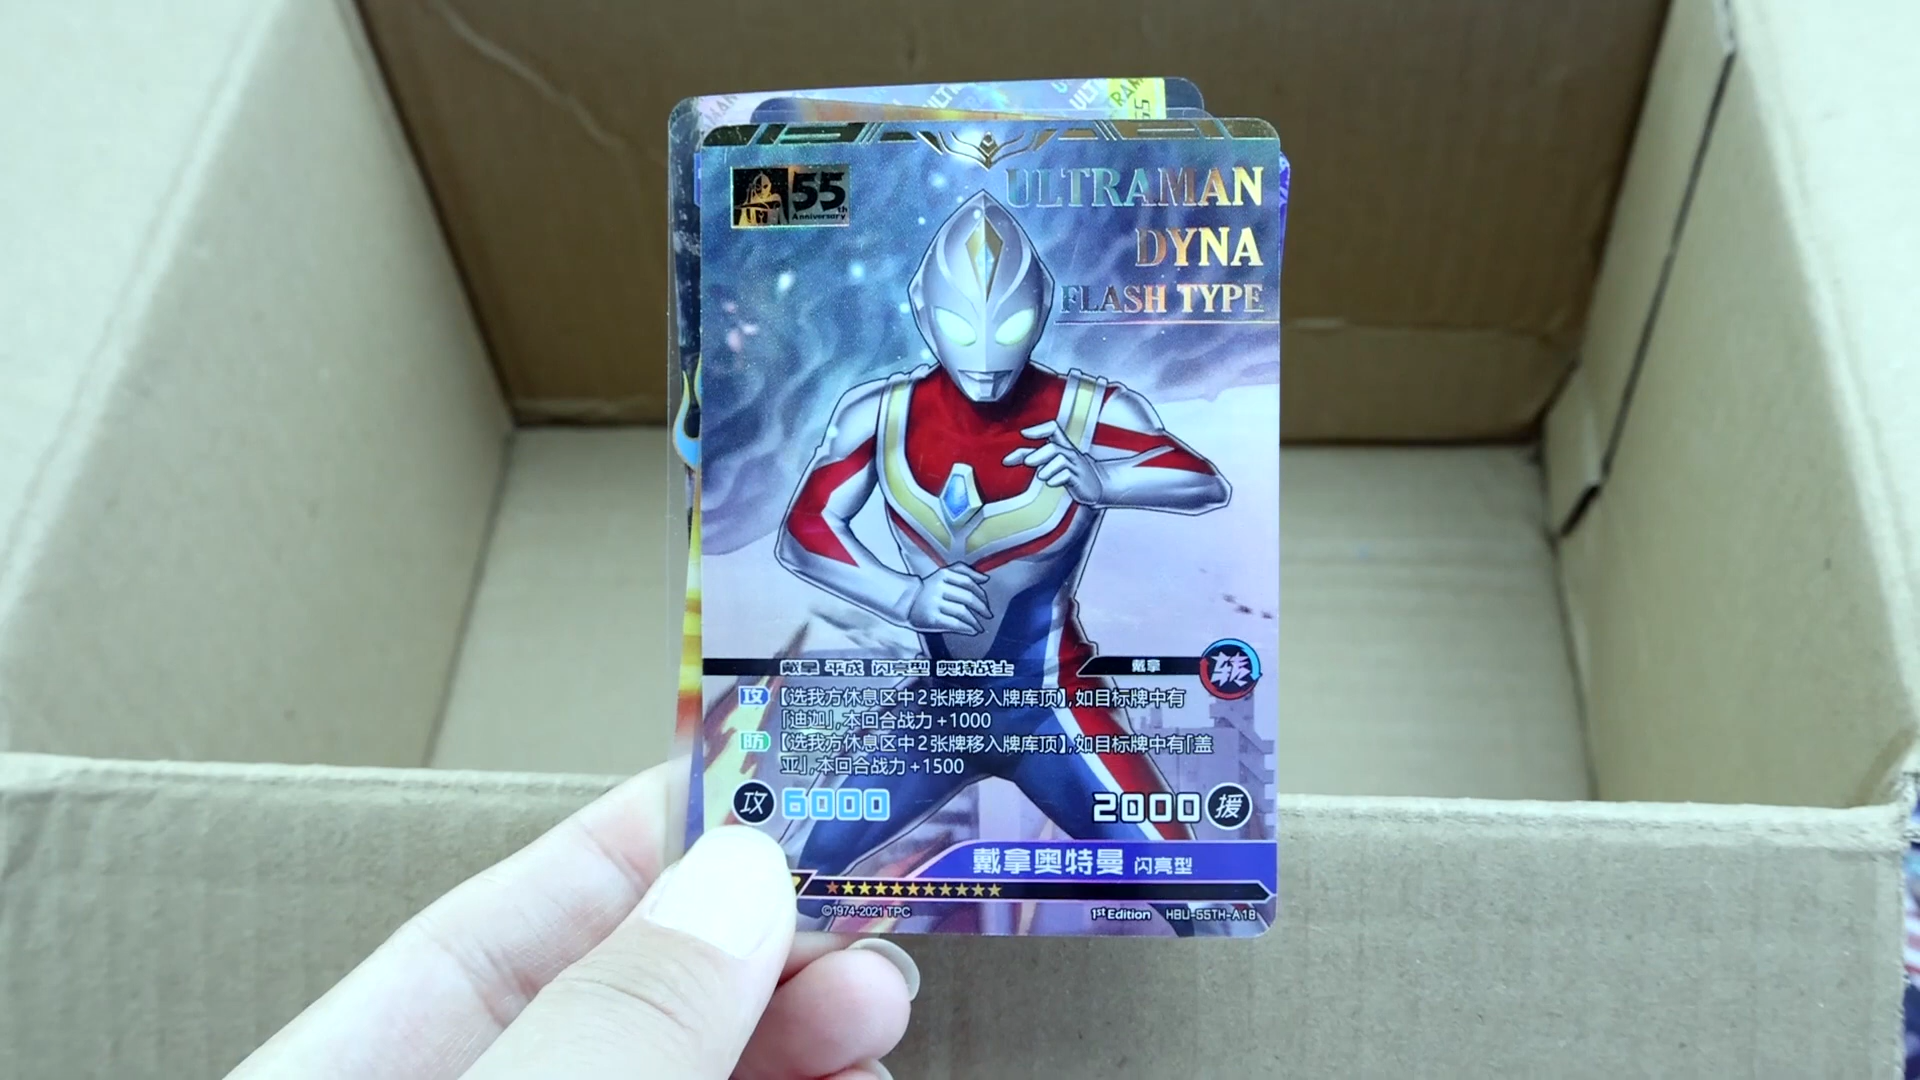 ULTRA
ULT
RAM
55
55th
Anniversary
ULTRAMAN
DYNA
FLASH TYPE
戴拿 平成 闪亮型 奥特战士
戴拿
转
攻【选我方休息区中2张牌移入牌库顶】,如目标牌中有
「迪迦」,本回合战力+1000
防【选我方休息区中2张牌移入牌库顶】,如目标牌中有「盖
亚」,本回合战力+1500
攻 6000
2000 援
戴拿奥特曼 闪亮型
©1974-2021 TPC
1st Edition HBU-55TH-A18